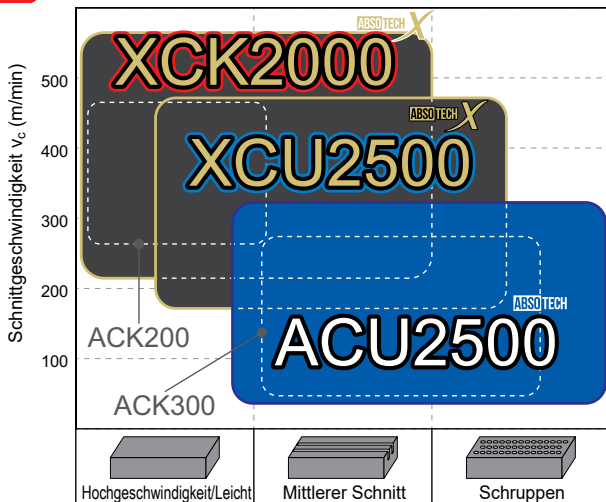 ABSOTECH X
XCK2000
ABSOTECH X
XCU2500
ABSOTECH
ACU2500
ACK200
ACK300
Schnittgeschwindigkeit vc (m/min)
500
400
300
200
100
Hochgeschwindigkeit/Leicht
Mittlerer Schnitt
Schruppen